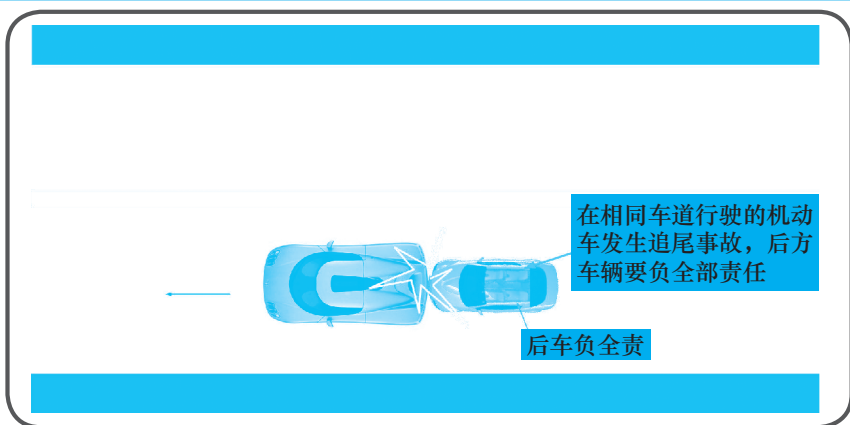 在相同车道行驶的机动
车发生追尾事故，后方
车辆要负全部责任
后车负全责